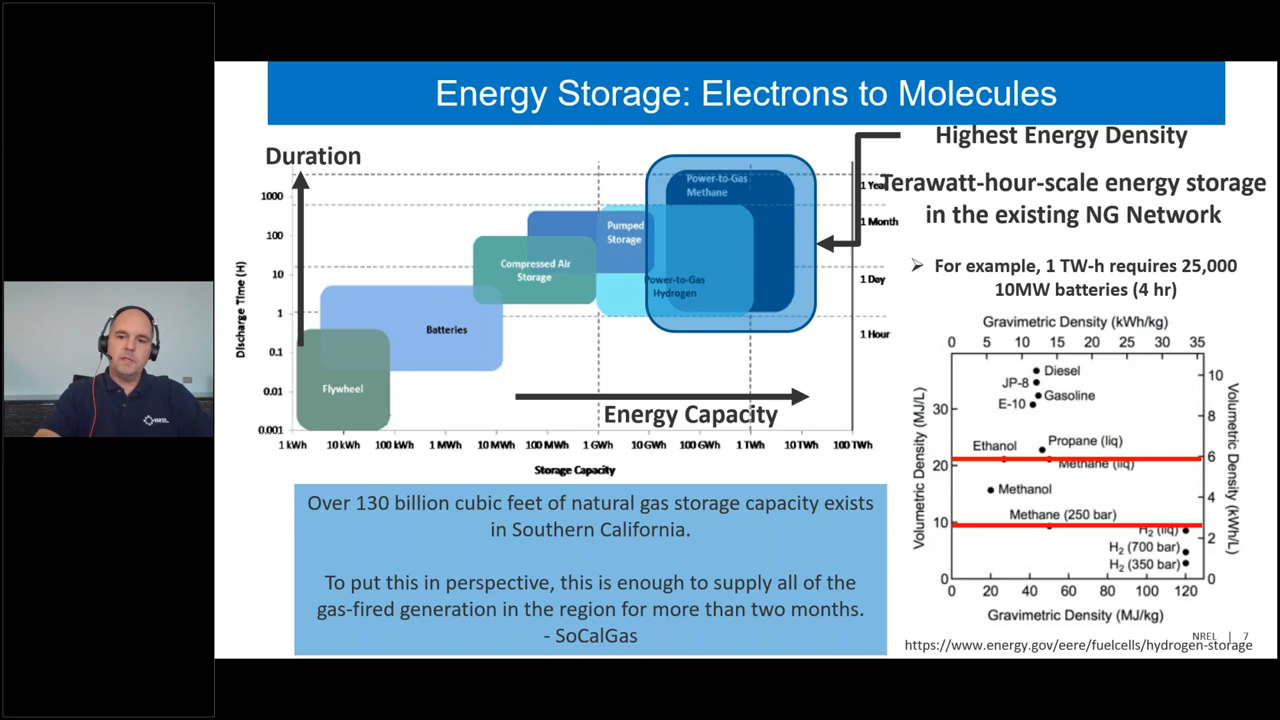 Energy Storage: Electrons to Molecules
Duration
Highest Energy Density
Terawatt-hour-scale energy storage
in the existing NG Network
➢ For example, 1 TW-h requires 25,000
10MW batteries (4 hr)
Discharge Time (H)
1000
100
10
1
0.1
0.01
0.001
Power-to-Gas
Methane
Pumped
Storage
Compressed Air
Storage
Power-to-Gas
Hydrogen
Batteries
Flywheel
1 Year
1 Month
1 Day
1 Hour
Energy Capacity
1 kWh 10 kWh 100 kWh 1 MWh 10 MWh 100 MWh 1 GWh 10 GWh 100 GWh 1 TWh 10 TWh 100 TWh
Storage Capacity
Over 130 billion cubic feet of natural gas storage capacity exists
in Southern California.
To put this in perspective, this is enough to supply all of the
gas-fired generation in the region for more than two months.
- SoCalGas
Gravimetric Density (kWh/kg)
0 5 10 15 20 25 30 35
Volumetric Density (MJ/L)
30
20
10
0
Diesel
JP-8
Gasoline
E-10
Propane (liq)
Ethanol
Methane (liq)
Methanol
Methane (250 bar)
H₂ (liq)
H₂ (700 bar)
H₂ (350 bar)
10
8
6
4
2
0
Volumetric Density (kWh/L)
0 20 40 60 80 100 120
Gravimetric Density (MJ/kg)
NREL | 7
https://www.energy.gov/eere/fuelcells/hydrogen-storage
NREL